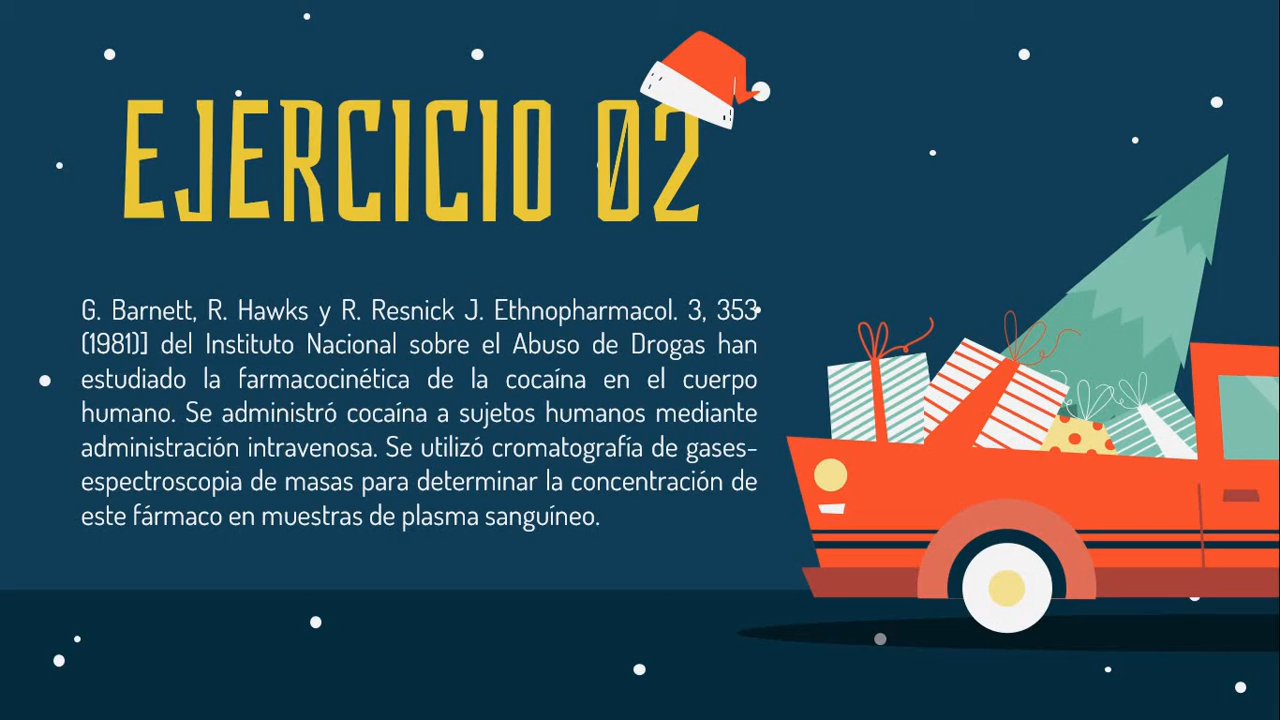 EJERCICIO 02
G. Barnett, R. Hawks y R. Resnick J. Ethnopharmacol. 3, 353
(1981)] del Instituto Nacional sobre el Abuso de Drogas han
estudiado la farmacocinética de la cocaína en el cuerpo
humano. Se administró cocaína a sujetos humanos mediante
administración intravenosa. Se utilizó cromatografía de gases-
espectroscopia de masas para determinar la concentración de
este fármaco en muestras de plasma sanguíneo.